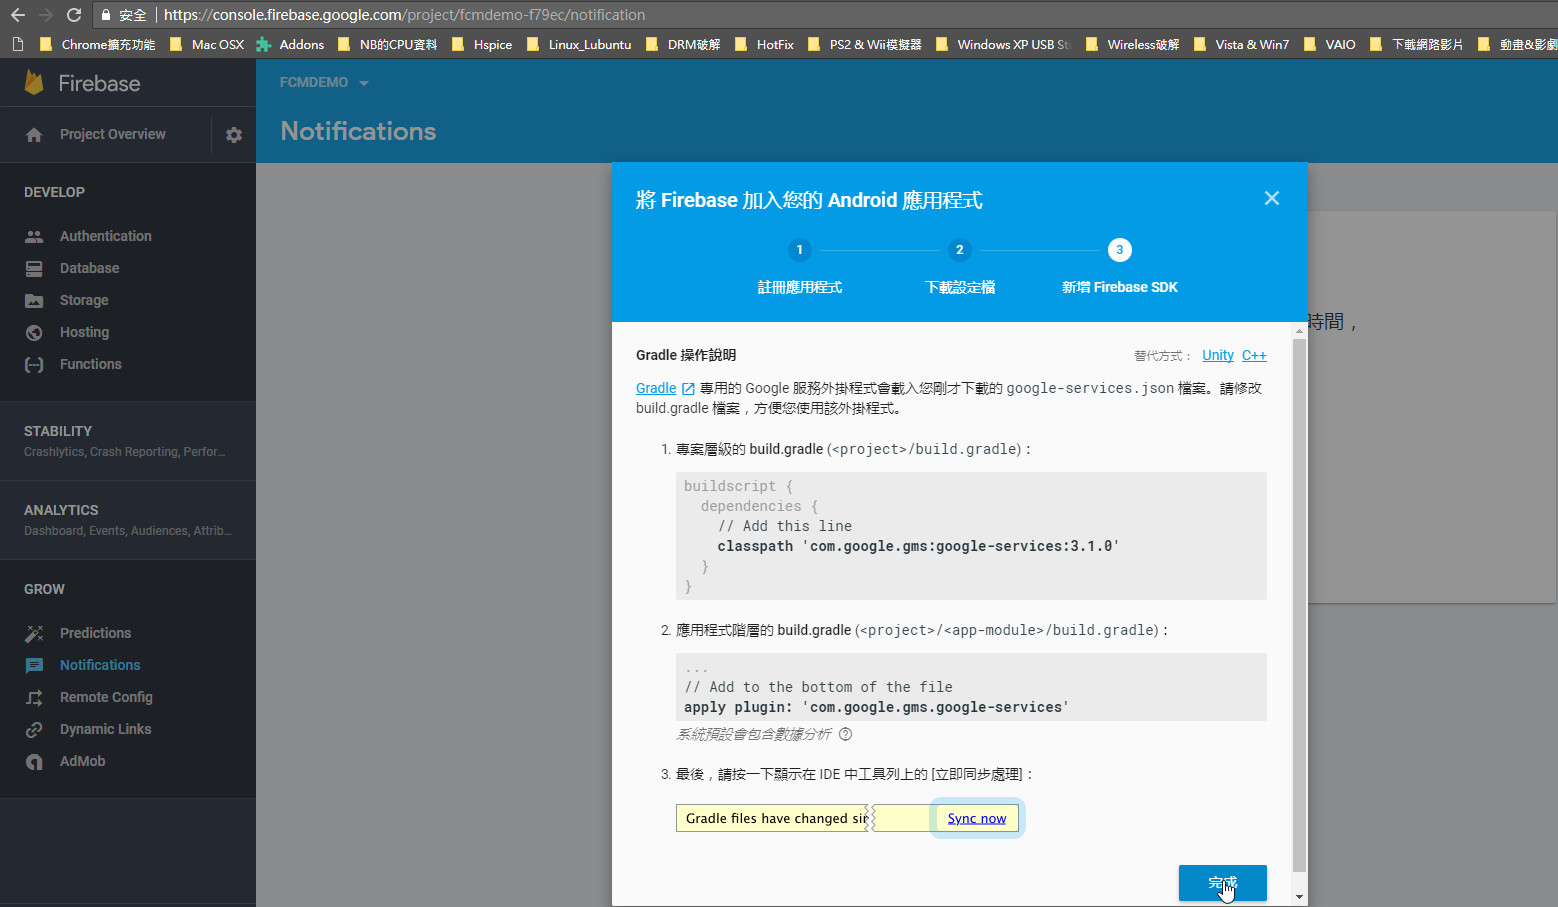 安全 https://console.firebase.google.com/project/fcmdemo-f79ec/notification
Chrome擴充功能 Mac OSX Addons NB的CPU資料 Hspice Linux_Lubuntu DRM破解 HotFix PS2 & Wii模擬器 Windows XP USB Wireless破解 Vista & Win7 VAIO 下載網路影片 動畫&影劇
Firebase
FCMDEMO
Project Overview
Notifications
DEVELOP
Authentication
Database
Storage
Hosting
Functions
STABILITY
Crashlytics, Crash Reporting, Perfor...
ANALYTICS
Dashboard, Events, Audiences, Attrib...
GROW
Predictions
Notifications
Remote Config
Dynamic Links
AdMob
將 Firebase 加入您的 Android 應用程式
1 2 3
註冊應用程式 下載設定檔 新增 Firebase SDK
時間，
Gradle 操作說明 替代方式： Unity C++
Gradle 專用的 Google 服務外掛程式會載入您剛才下載的 google-services.json 檔案。請修改
build.gradle 檔案，方便您使用該外掛程式。
1. 專案層級的 build.gradle (<project>/build.gradle)：
buildscript {
dependencies {
// Add this line
classpath 'com.google.gms:google-services:3.1.0'
}
}
2. 應用程式階層的 build.gradle (<project>/<app-module>/build.gradle)：
...
// Add to the bottom of the file
apply plugin: 'com.google.gms.google-services'
系統預設會包含數據分析
3. 最後，請按一下顯示在 IDE 中工具列上的 [立即同步處理]：
Gradle files have changed sin Sync now
完成